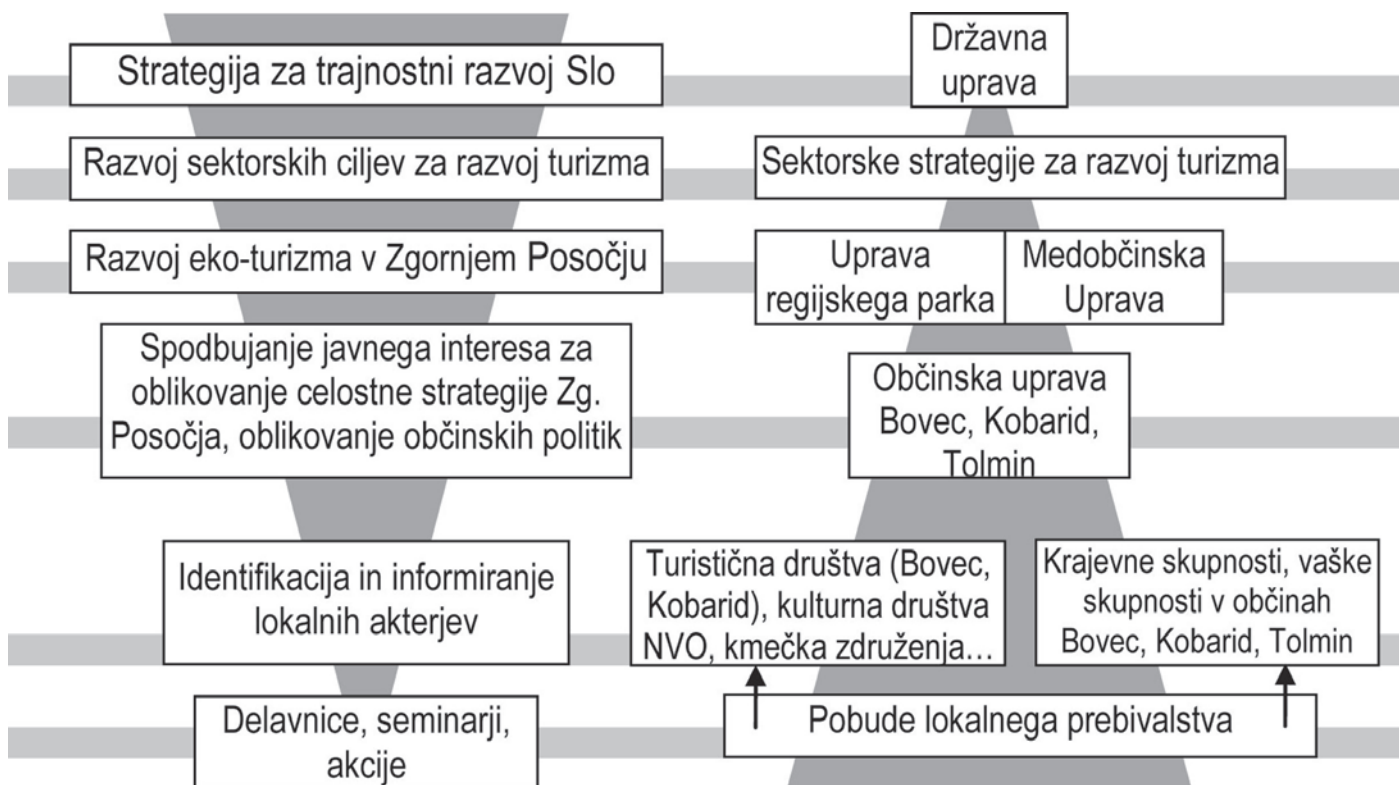 Strategija za trajnostni razvoj Slo
Državna
uprava
Razvoj sektorskih ciljev za razvoj turizma
Sektorske strategije za razvoj turizma
Razvoj eko-turizma v Zgornjem Posočju
Uprava
regijskega parka
Medobčinska
Uprava
Spodbujanje javnega interesa za
oblikovanje celostne strategije Zg.
Posočja, oblikovanje občinskih politik
Občinska uprava
Bovec, Kobarid,
Tolmin
Identifikacija in informiranje
lokalnih akterjev
Turistična društva (Bovec,
Kobarid), kulturna društva
NVO, kmečka združenja…
Krajevne skupnosti, vaške
skupnosti v občinah
Bovec, Kobarid, Tolmin
Delavnice, seminarji,
akcije
Pobude lokalnega prebivalstva